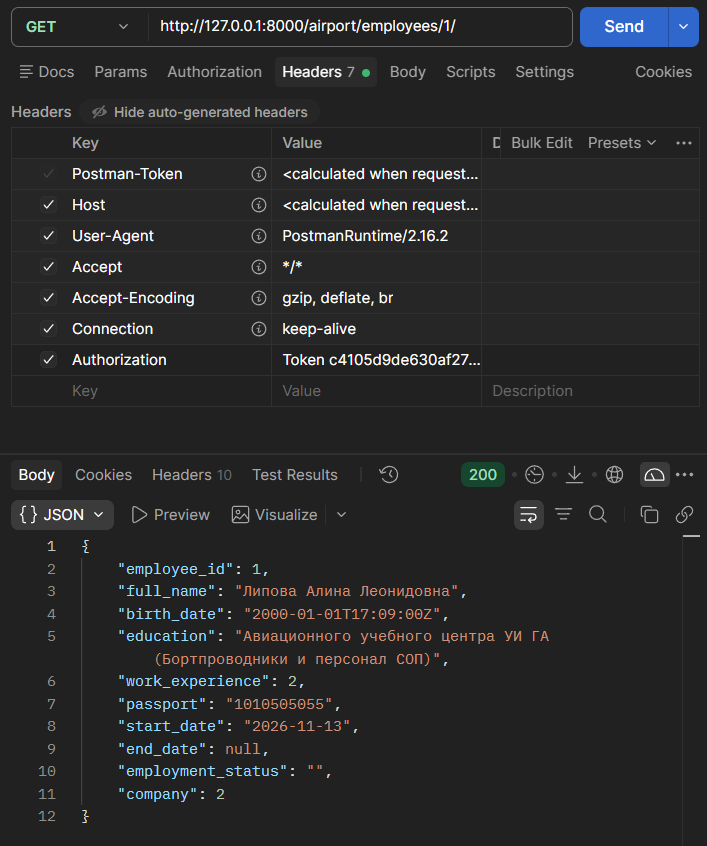 GET http://127.0.0.1:8000/airport/employees/1/ Send
Docs Params Authorization Headers 7 Body Scripts Settings Cookies
Headers Hide auto-generated headers
Key Value D Bulk Edit Presets
Postman-Token <calculated when request...
Host <calculated when request...
User-Agent PostmanRuntime/2.16.2
Accept */*
Accept-Encoding gzip, deflate, br
Connection keep-alive
Authorization Token c4105d9de630af27...
Key Value Description
Body Cookies Headers 10 Test Results 200
{ } JSON Preview Visualize
1 {
2 "employee_id": 1,
3 "full_name": "Липова Алина Леонидовна",
4 "birth_date": "2000-01-01T17:09:00Z",
5 "education": "Авиационного учебного центра УИ ГА
(Бортпроводники и персонал СОП)",
6 "work_experience": 2,
7 "passport": "1010505055",
8 "start_date": "2026-11-13",
9 "end_date": null,
10 "employment_status": "",
11 "company": 2
12 }